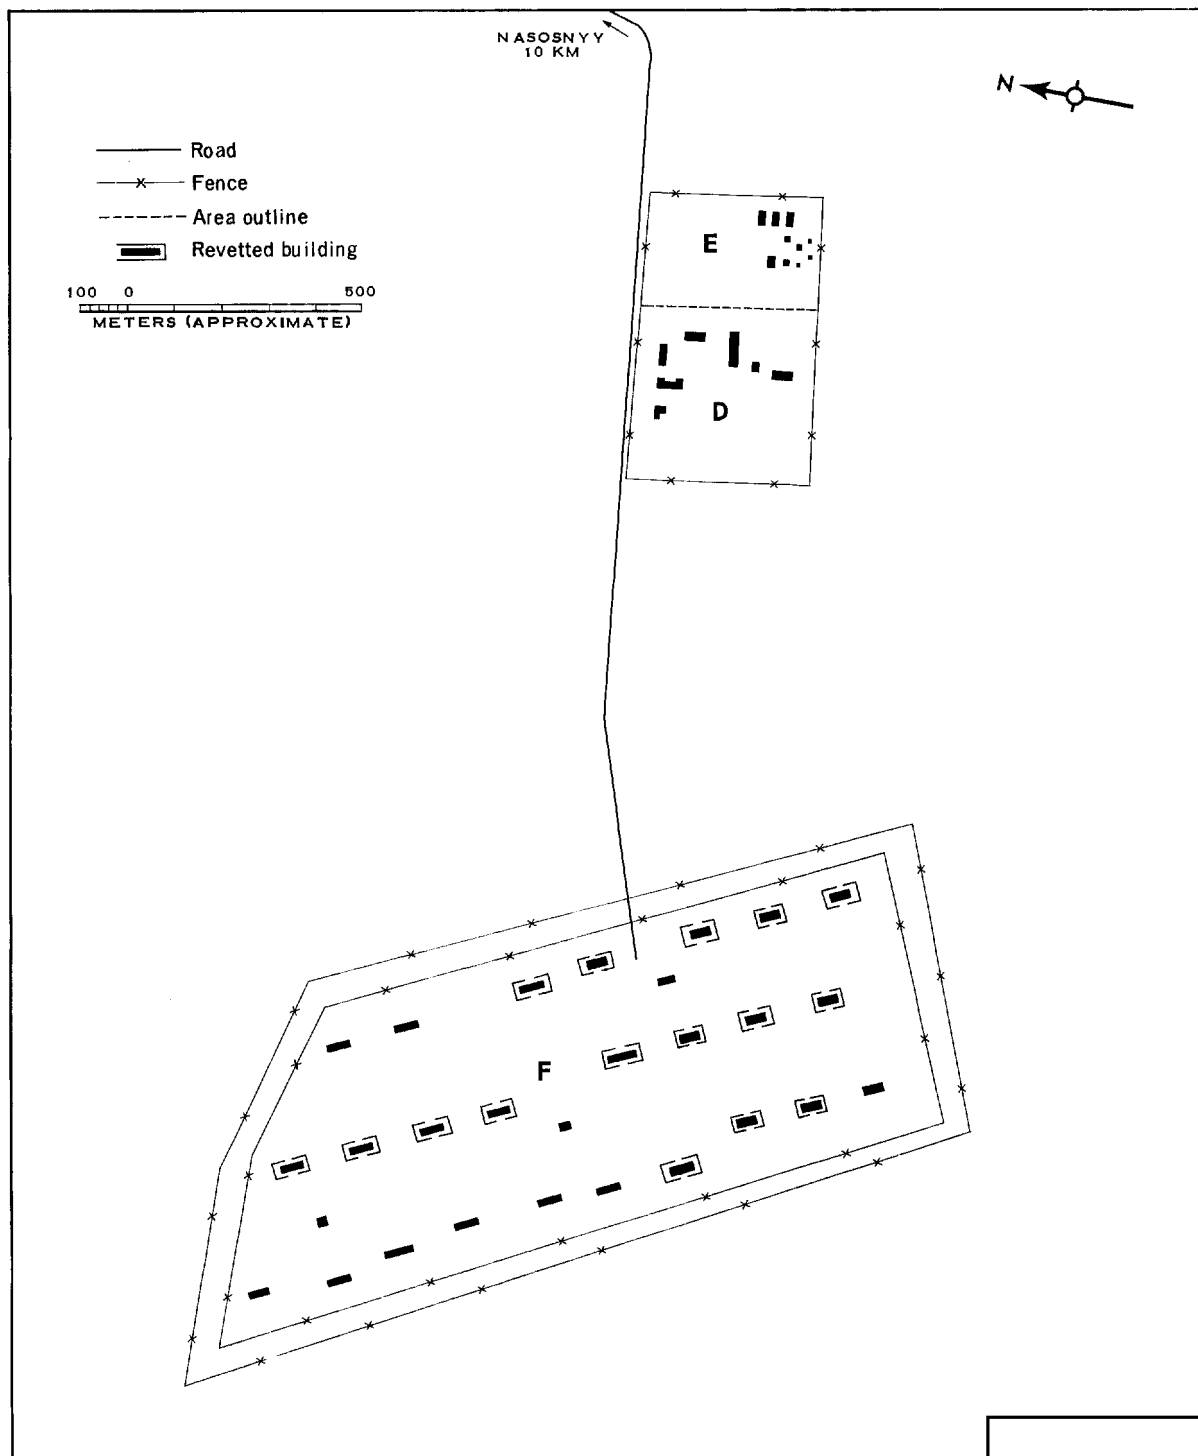 NASOSNYY
10 KM
N
Road
Fence
Area outline
Revetted building
100 0 500
METERS (APPROXIMATE)
E
D
F